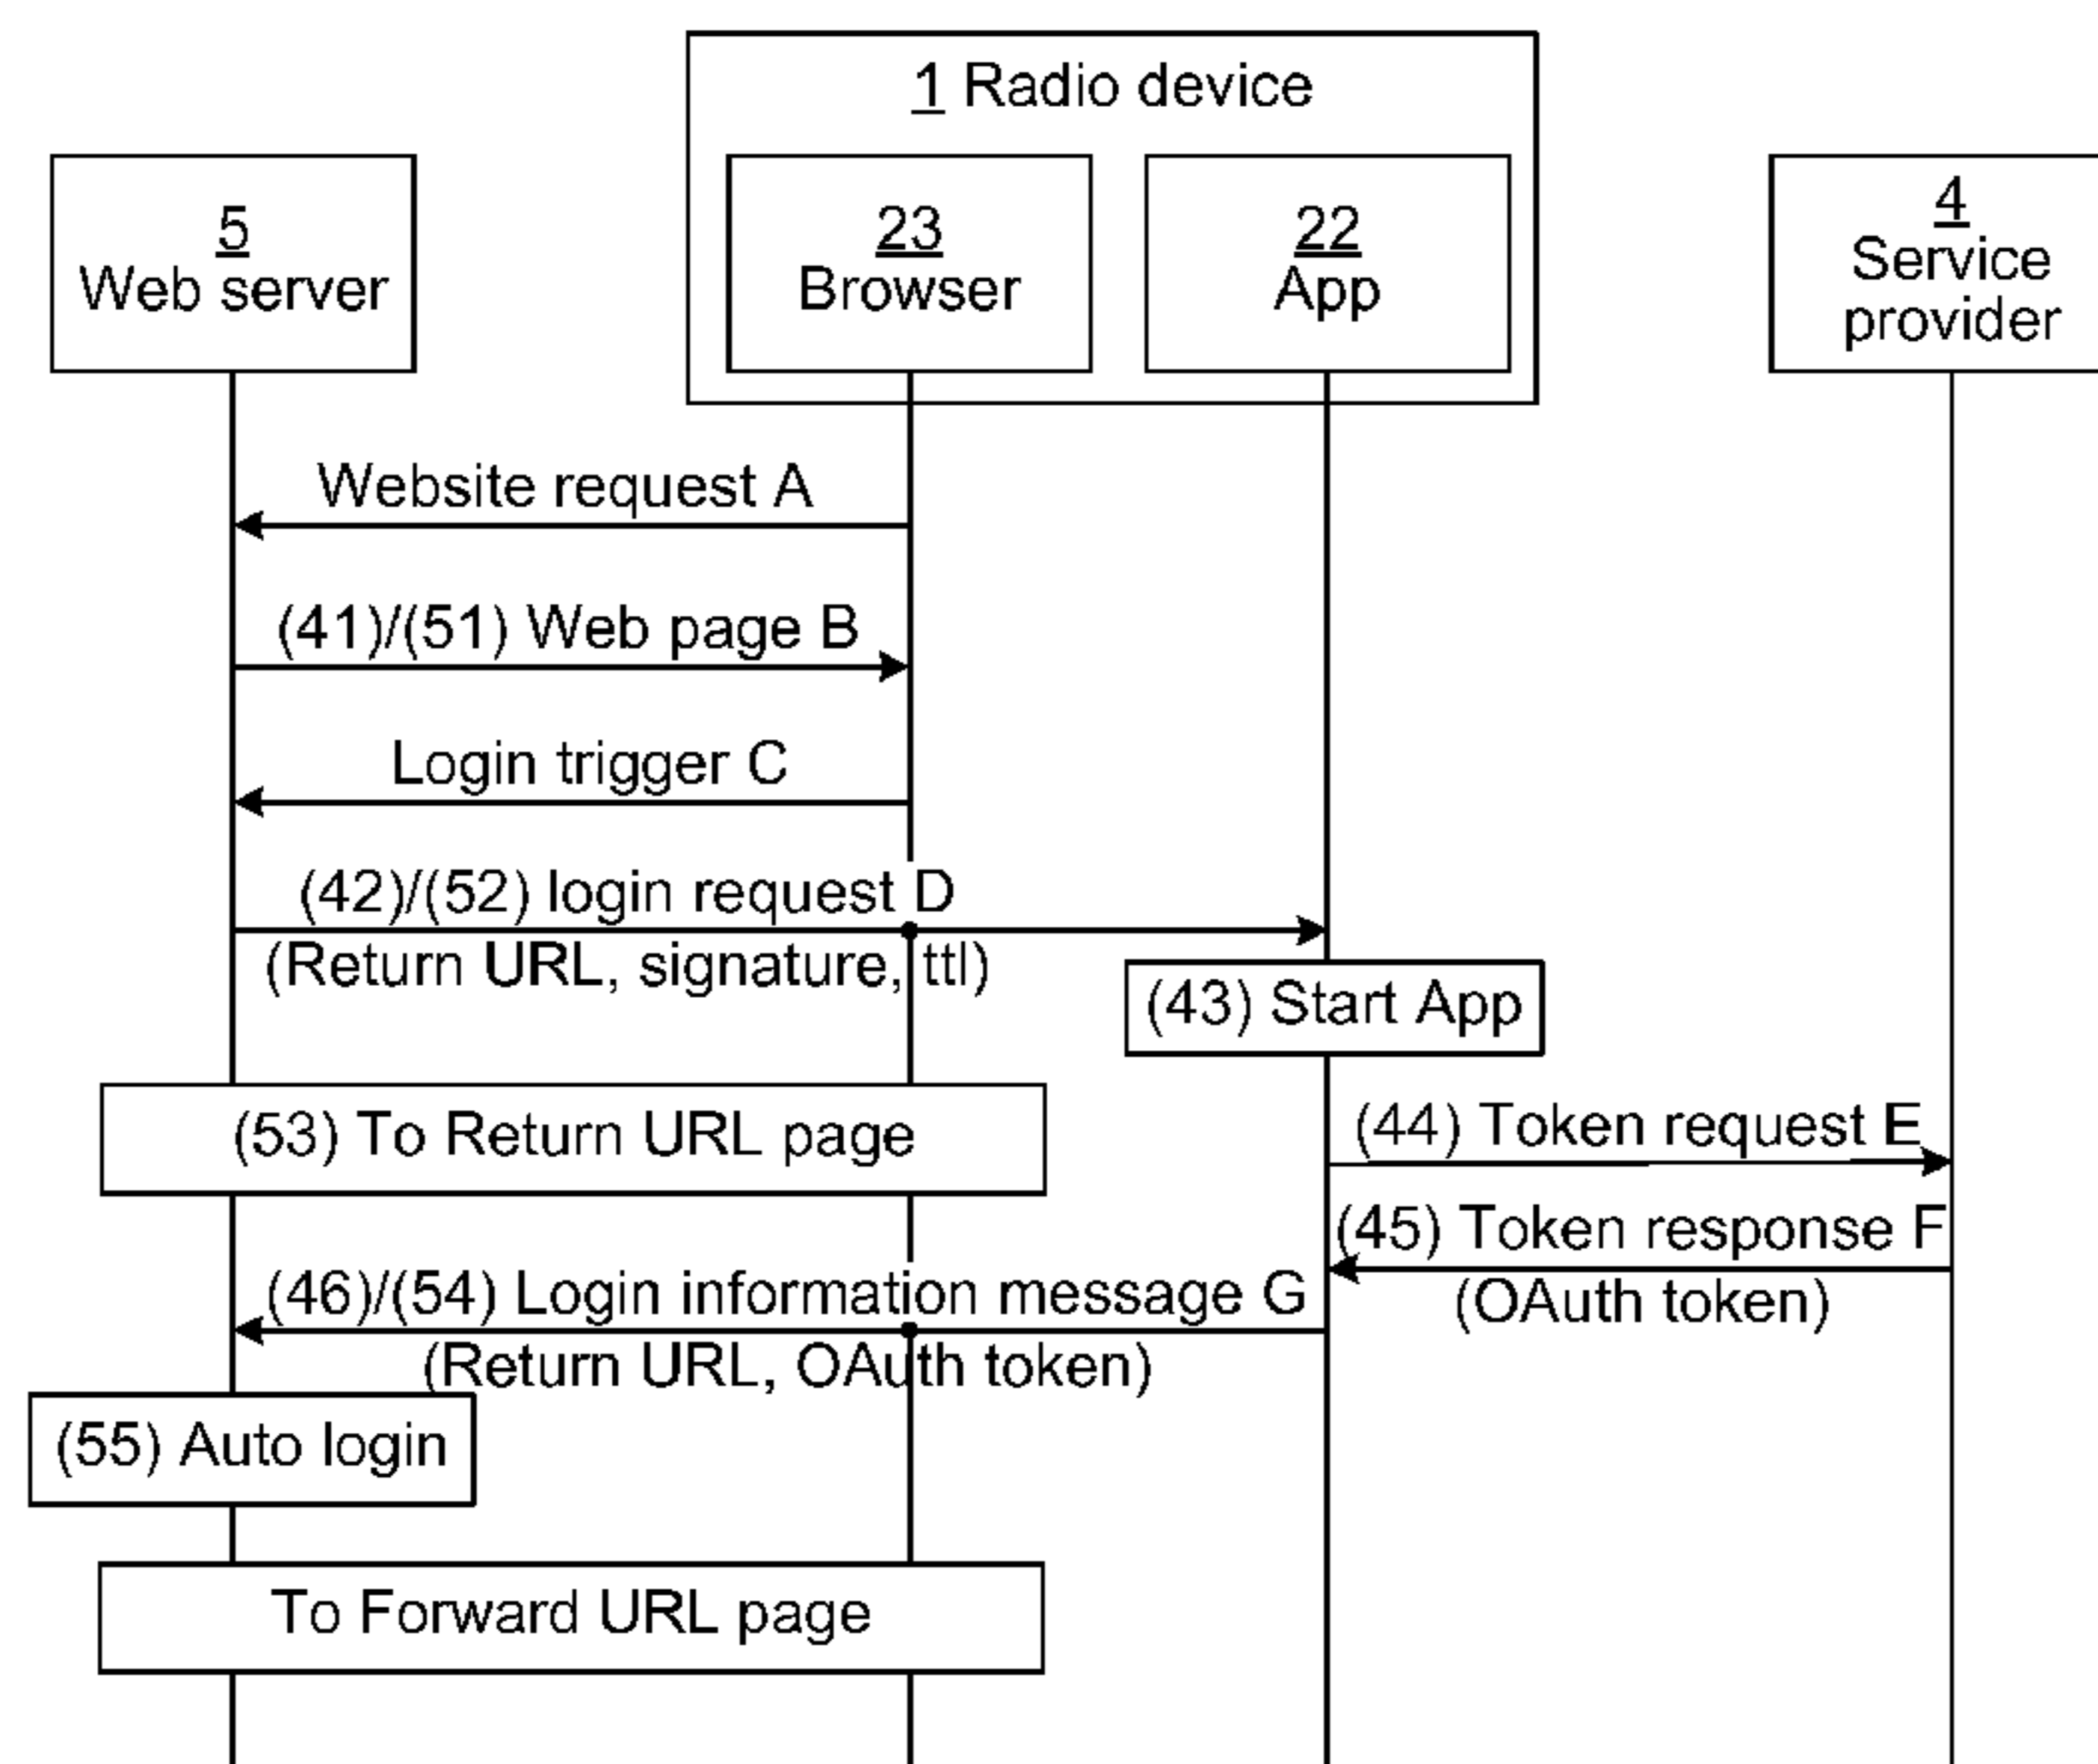 1 Radio device
5
Web server
23
Browser
22
App
4
Service
provider
Website request A
(41)/(51) Web page B
Login trigger C
(42)/(52) login request D
(Return URL, signature, ttl)
(43) Start App
(53) To Return URL page
(44) Token request E
(45) Token response F
(OAuth token)
(46)/(54) Login information message G
(Return URL, OAuth token)
(55) Auto login
To Forward URL page